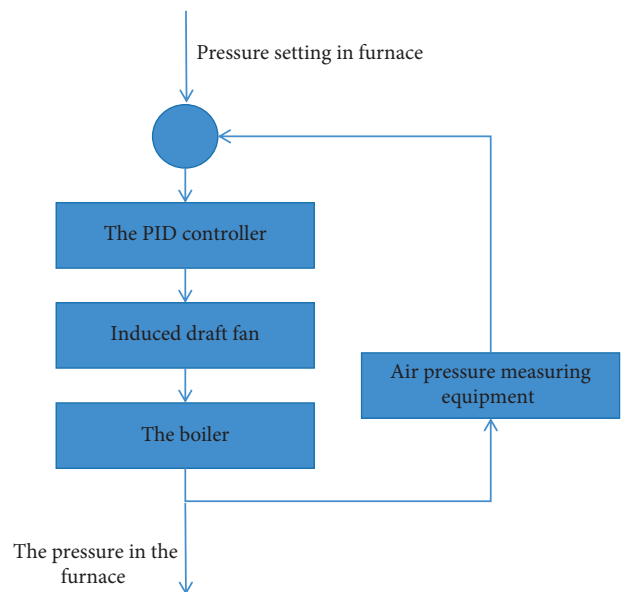 Pressure setting in furnace
The PID controller
Induced draft fan
Air pressure measuring
equipment
The boiler
The pressure in the
furnace